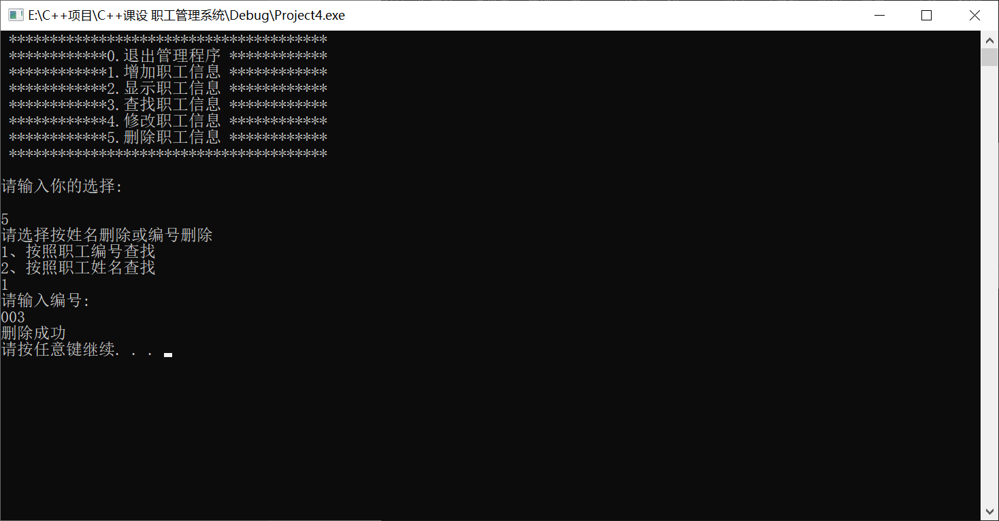 E:\C++项目\C++课设 职工管理系统\Debug\Project4.exe
***************************************
************0.退出管理程序 ************
************1.增加职工信息 ************
************2.显示职工信息 ************
************3.查找职工信息 ************
************4.修改职工信息 ************
************5.删除职工信息 ************
***************************************
请输入你的选择:
5
请选择按姓名删除或编号删除
1、按照职工编号查找
2、按照职工姓名查找
1
请输入编号:
003
删除成功
请按任意键继续. . .